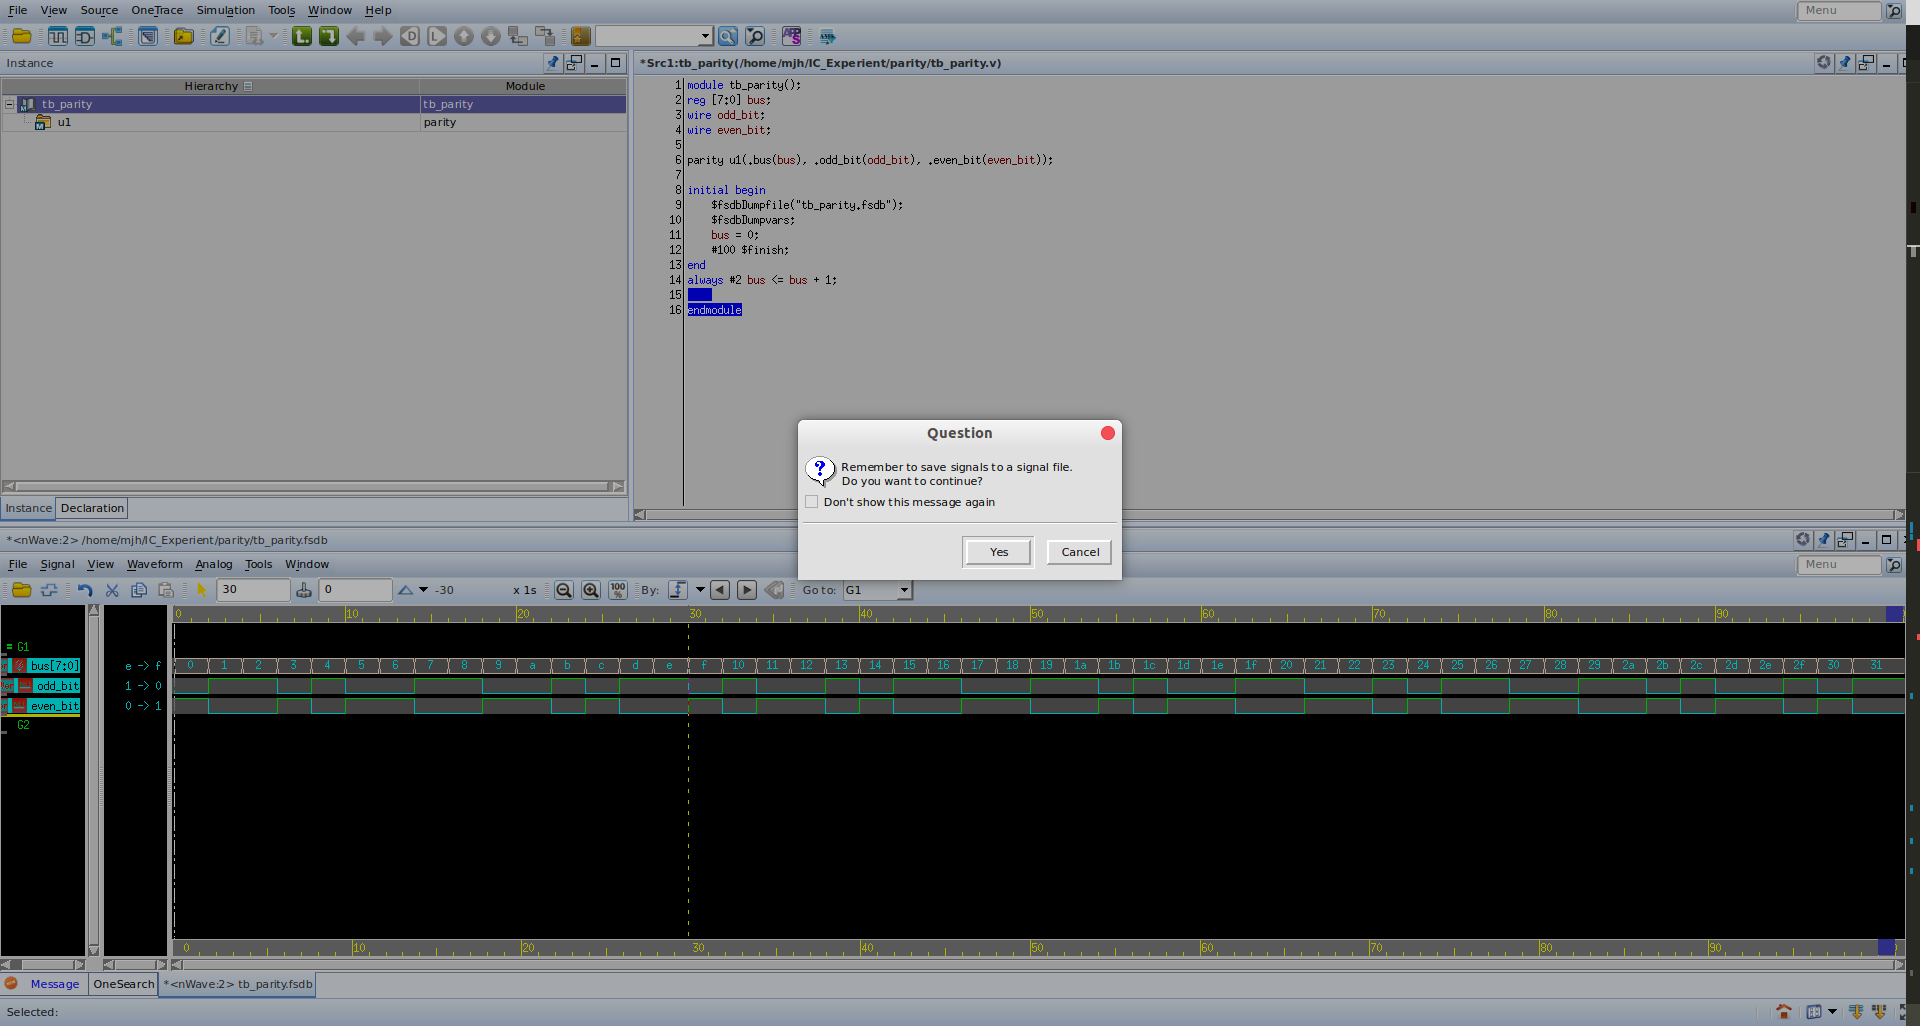 File View Source OneTrace Simulation Tools Window Help
Menu
Instance
*Src1:tb_parity(/home/mjh/IC_Experient/parity/tb_parity.v)
Hierarchy Module
tb_parity tb_parity
u1 parity
1 module tb_parity();
2 reg [7:0] bus;
3 wire odd_bit;
4 wire even_bit;
5
6 parity u1(.bus(bus), .odd_bit(odd_bit), .even_bit(even_bit));
7
8 initial begin
9 $fsdbDumpfile("tb_parity.fsdb");
10 $fsdbDumpvars;
11 bus = 0;
12 #100 $finish;
13 end
14 always #2 bus <= bus + 1;
15
16 endmodule
Question
Remember to save signals to a signal file.
Do you want to continue?
Don't show this message again
Yes Cancel
Instance Declaration
*<nWave:2> /home/mjh/IC_Experient/parity/tb_parity.fsdb
File Signal View Waveform Analog Tools Window
Menu
30 0 -30 x 1s 100% By: Go to: G1
0 10 20 30 40 50 60 70 80 90
= G1
bus[7:0] e -> f 0 1 2 3 4 5 6 7 8 9 a b c d e f 10 11 12 13 14 15 16 17 18 19 1a 1b 1c 1d 1e 1f 20 21 22 23 24 25 26 27 28 29 2a 2b 2c 2d 2e 2f 30 31
odd_bit 1 -> 0
even_bit 0 -> 1
G2
0 10 20 30 40 50 60 70 80 90
Message OneSearch *<nWave:2> tb_parity.fsdb
Selected: